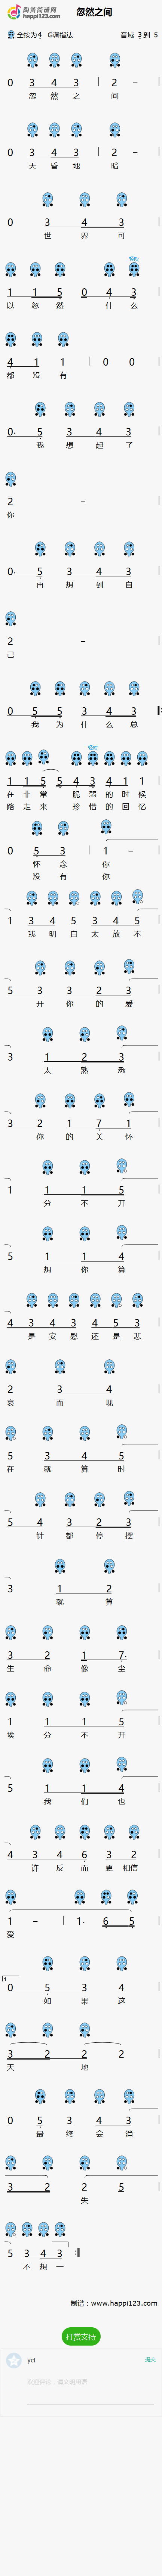 陶笛简谱网
www.HAPPI123.com
忽然之间
全按为4 G调指法 音域 3 到 5
0 3 4 3 2 –
忽 然 之 间
0 3 4 3 2 –
天 昏 地 暗
0 3 4 3
世 界 可
轻吹
1 1 5 0 4 3
以 忽 然 什 么
4 1 1 0 0
都 没 有
0. 5 3 4 3
我 想 起 了
2 –
你
0. 5 3 4 3
再 想 到 自
2 –
己
0 5 5 3 4 3
我 为 什 么 总
轻吹
1 1 5 5 4 3 4 1 1
在 非 常 脆 弱 的 时 候
路 走 来 珍 惜 的 回 忆
0 5 3 1 –
怀 念 你
没 有 你
1 3 4 5 3 4 5
我 明 白 太 放 不
5 3 3 2 3
开 你 的 爱
3 1 2 3
太 熟 悉
3 2 1 7 1
你 的 关 怀
1 1 1 5
分 不 开
5 1 1 4
想 你 算
4 3 4 3 4 5 3
是 安 慰 还 是 悲
2 3 4
哀 而 现
5 3 4 5
在 就 算 时
5 4 3 2 3
针 都 停 摆
3 1 2
就 算
3 2 1 7.
生 命 像 尘
1 1 1 5
埃 分 不 开
5 1 1 4
我 们 也
4 3 4 6 3 2
许 反 而 更 相信
1 – 1. 6 5
爱
1
0 5 3 4
如 果 这
3 2 2 2
天 地
0 5 3 4 3
最 终 会 消
3 2 2 5
失
5 3 4 3
不 想 一
制谱：www.happi123.com
打赏支持
yci 提交